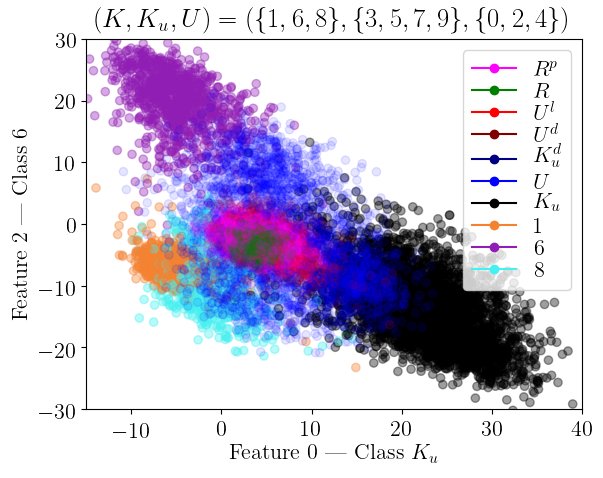 (K, K_u, U) = ({1, 6, 8}, {3, 5, 7, 9}, {0, 2, 4})
Feature 2 — Class 6
30
20
10
0
−10
−20
−30
R^p
R
U^l
U^d
K_u^d
U
K_u
1
6
8
−10
0
10
20
30
40
Feature 0 — Class K_u